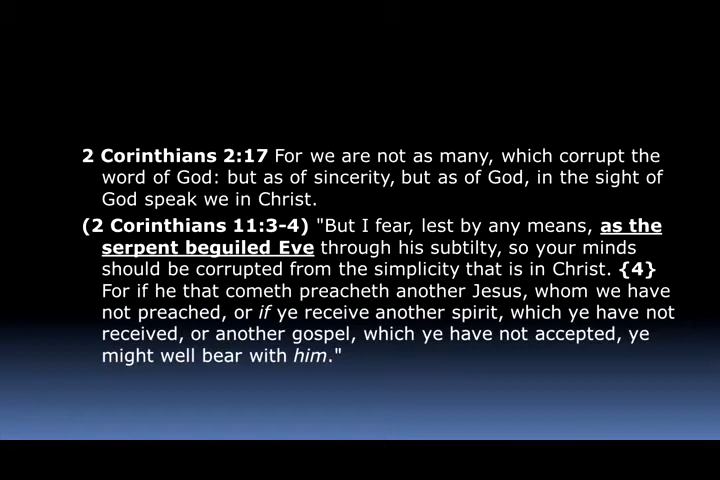 2 Corinthians 2:17 For we are not as many, which corrupt the
word of God: but as of sincerity, but as of God, in the sight of
God speak we in Christ.
(2 Corinthians 11:3-4) "But I fear, lest by any means, as the
serpent beguiled Eve through his subtilty, so your minds
should be corrupted from the simplicity that is in Christ. {4}
For if he that cometh preacheth another Jesus, whom we have
not preached, or if ye receive another spirit, which ye have not
received, or another gospel, which ye have not accepted, ye
might well bear with him."